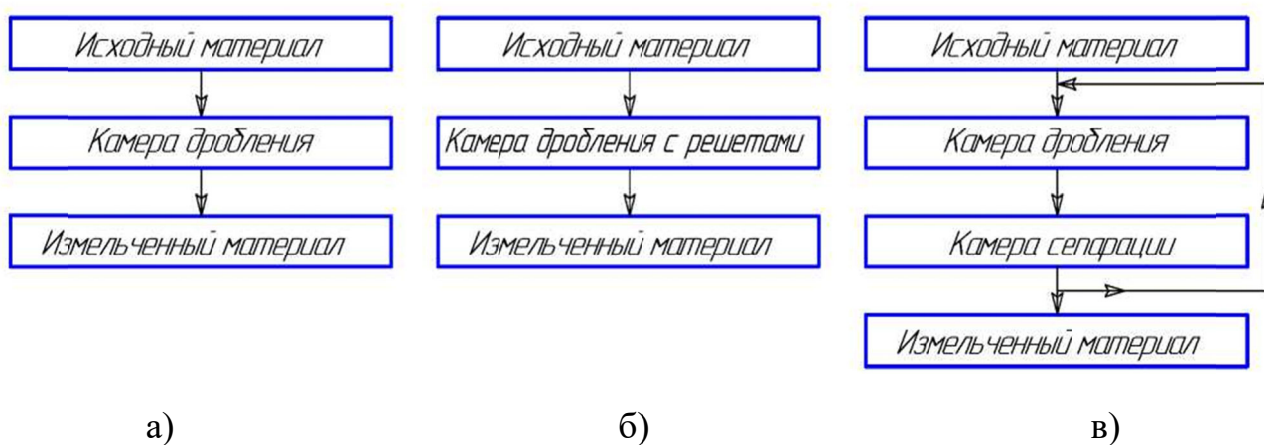 Исходный материал
Камера дробления
Измельченный материал
а)
Исходный материал
Камера дробления с решетами
Измельченный материал
б)
Исходный материал
Камера дробления
Камера сепарации
Измельченный материал
в)